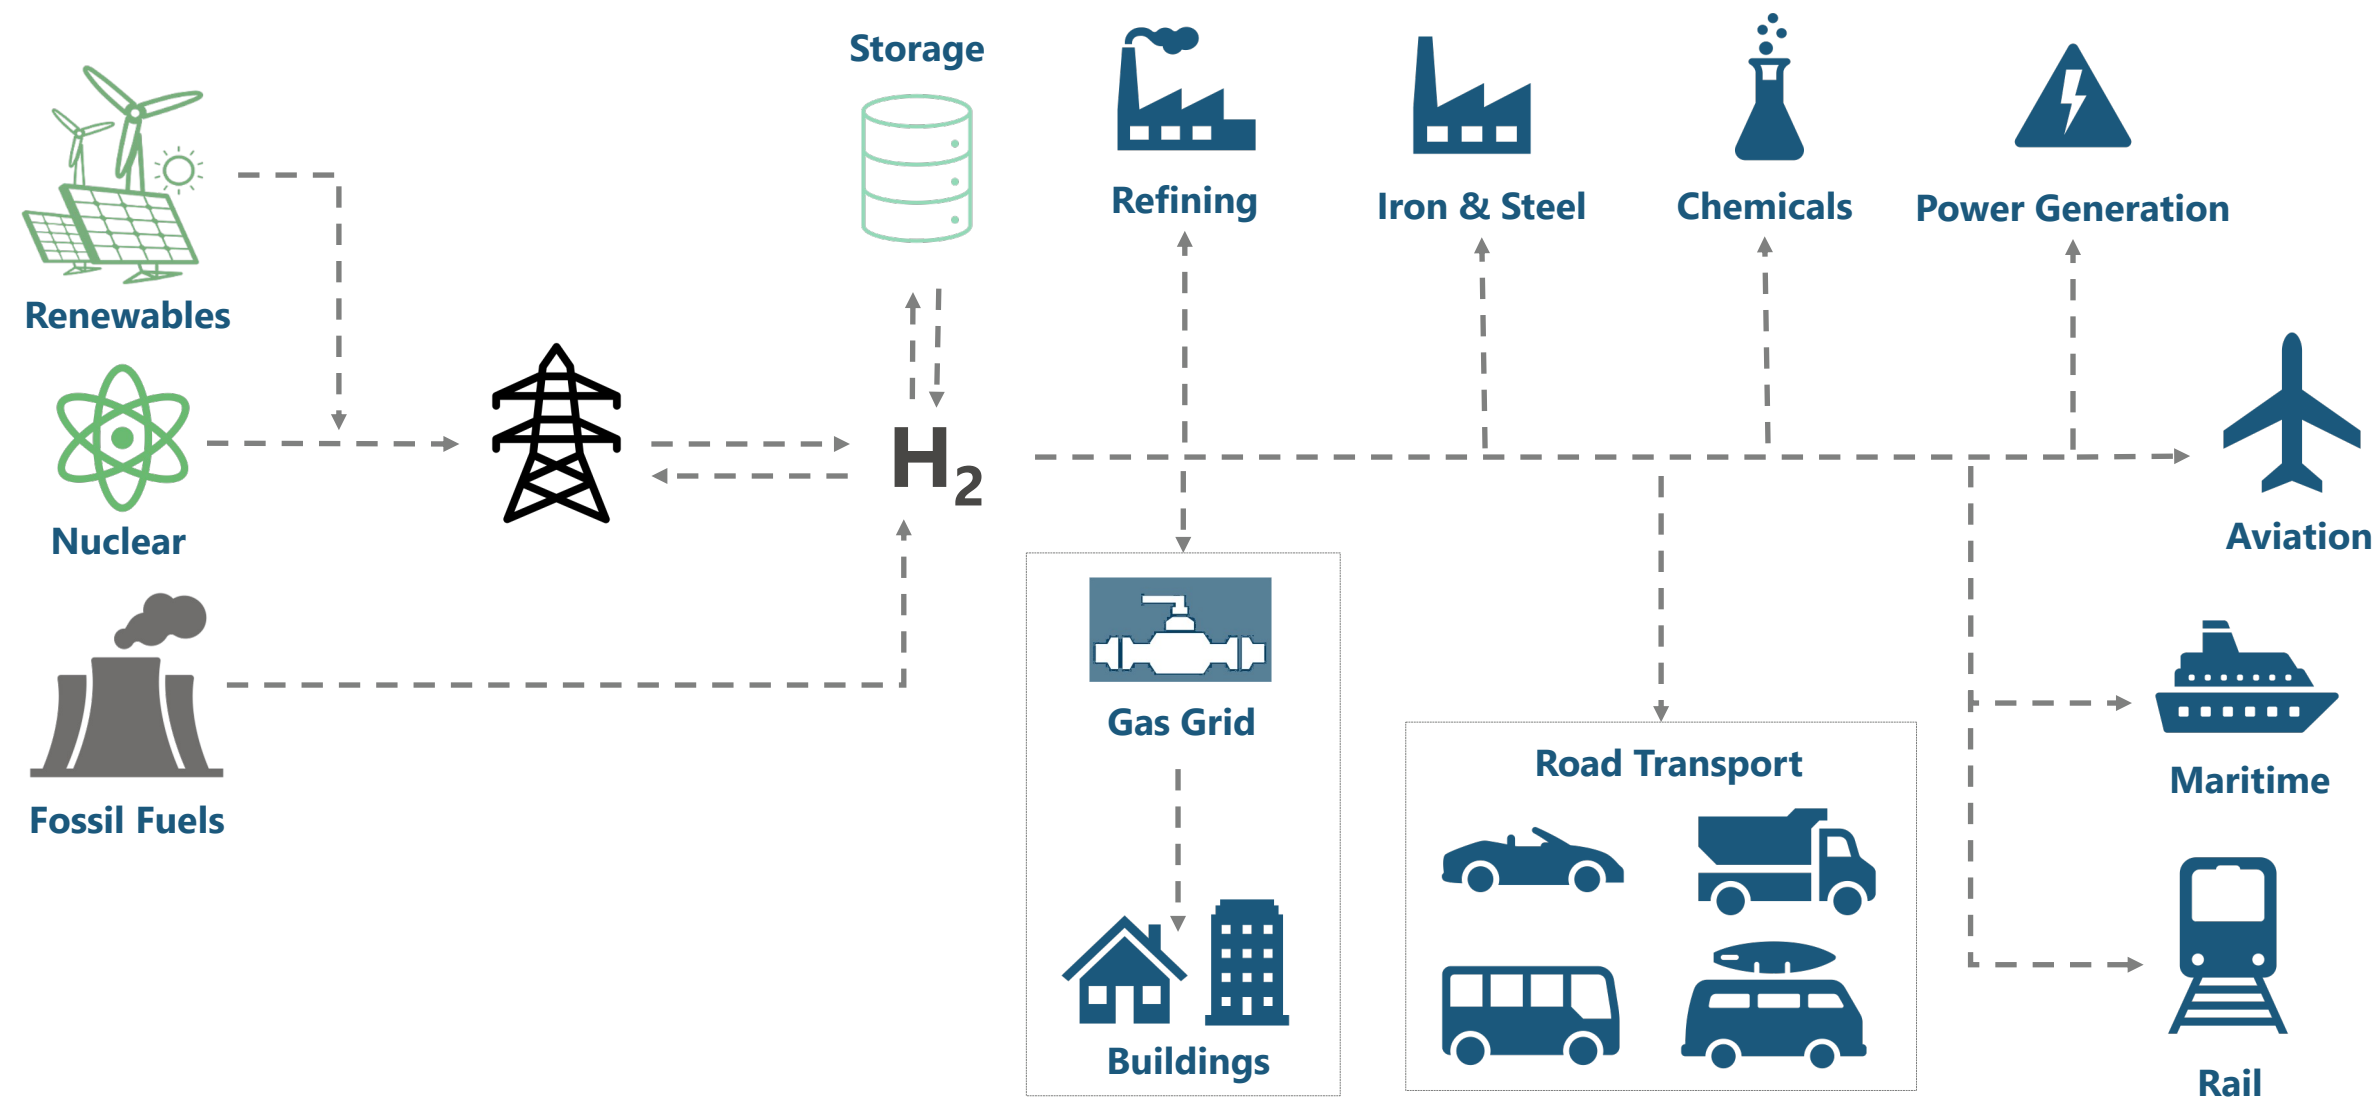 Storage
Refining
Iron & Steel
Chemicals
Power Generation
Renewables
Nuclear
H₂
Aviation
Fossil Fuels
Gas Grid
Road Transport
Maritime
Buildings
Rail